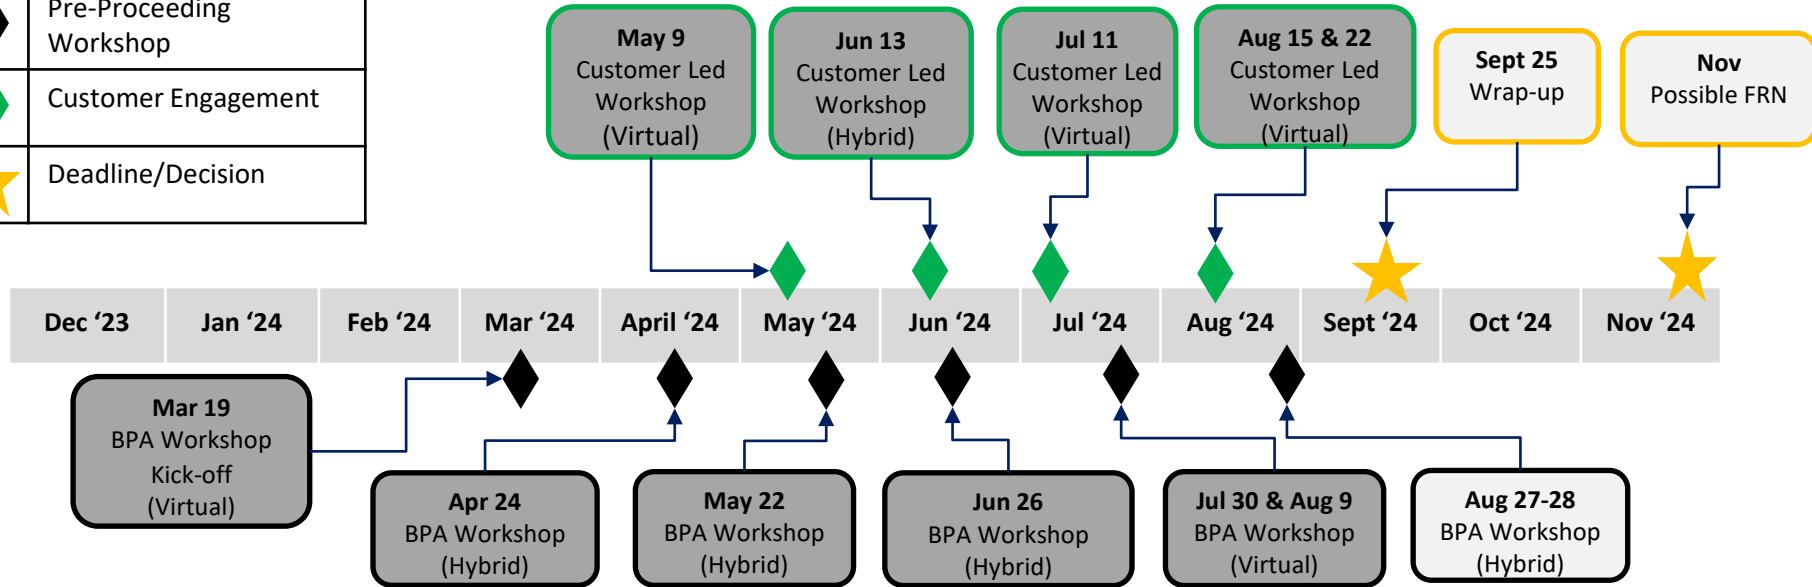 Pre-Proceeding
Workshop
Customer Engagement
Deadline/Decision
May 9
Customer Led
Workshop
(Virtual)
Jun 13
Customer Led
Workshop
(Hybrid)
Jul 11
Customer Led
Workshop
(Virtual)
Aug 15 & 22
Customer Led
Workshop
(Virtual)
Sept 25
Wrap-up
Nov
Possible FRN
Dec ‘23
Jan ‘24
Feb ‘24
Mar ‘24
April ‘24
May ‘24
Jun ‘24
Jul ‘24
Aug ‘24
Sept ‘24
Oct ‘24
Nov ‘24
Mar 19
BPA Workshop
Kick-off
(Virtual)
Apr 24
BPA Workshop
(Hybrid)
May 22
BPA Workshop
(Hybrid)
Jun 26
BPA Workshop
(Hybrid)
Jul 30 & Aug 9
BPA Workshop
(Virtual)
Aug 27-28
BPA Workshop
(Hybrid)